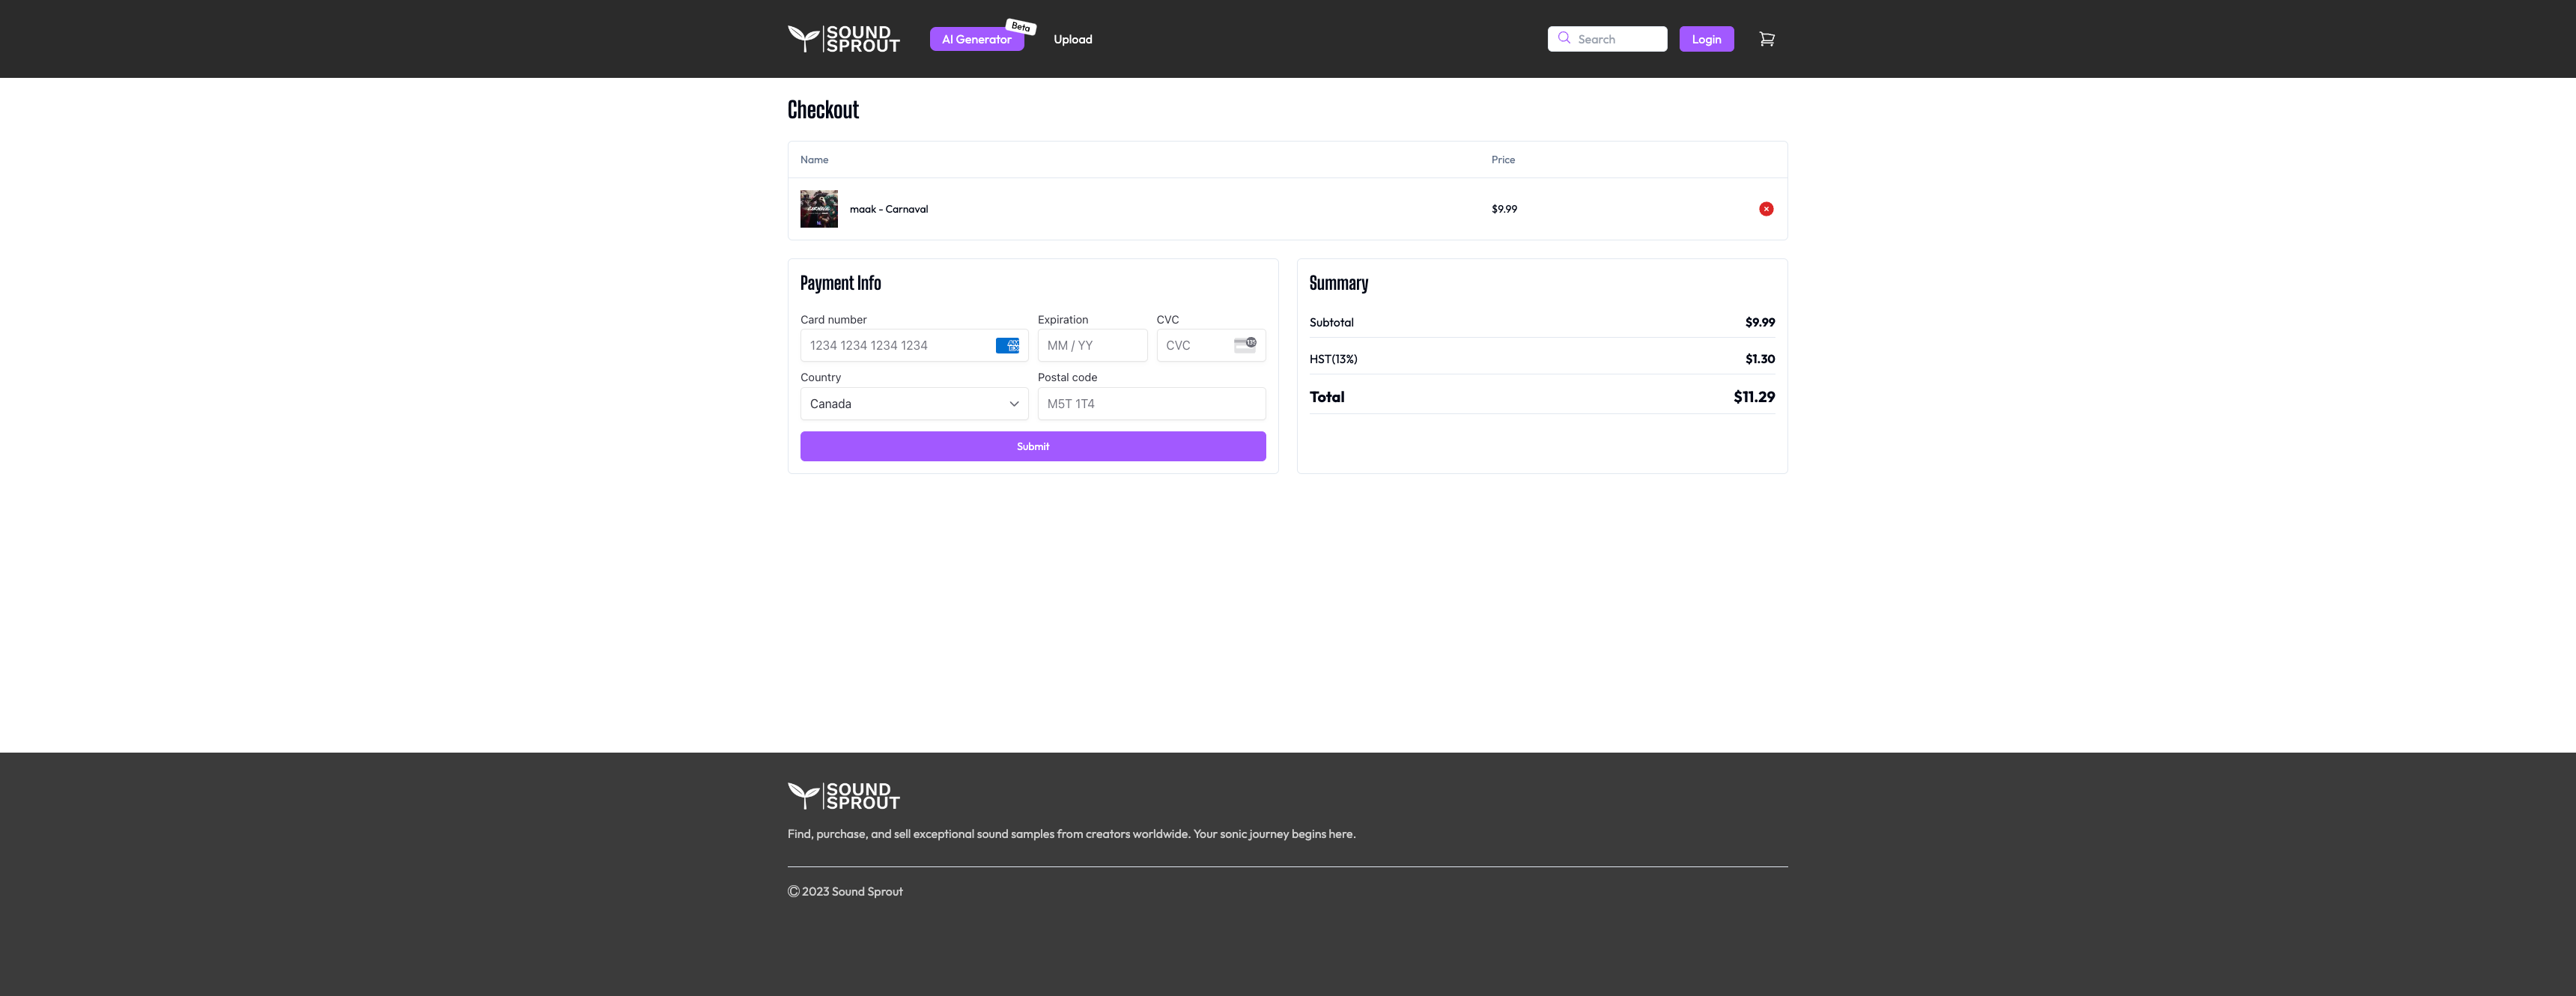 SOUND
SPROUT
AI Generator
Beta
Upload
Search
Login
Checkout
Name Price
maak - Carnaval $9.99
Payment Info
Card number Expiration CVC
1234 1234 1234 1234 MM / YY CVC
Country Postal code
Canada M5T 1T4
Submit
Summary
Subtotal $9.99
HST(13%) $1.30
Total $11.29
SOUND
SPROUT
Find, purchase, and sell exceptional sound samples from creators worldwide. Your sonic journey begins here.
© 2023 Sound Sprout